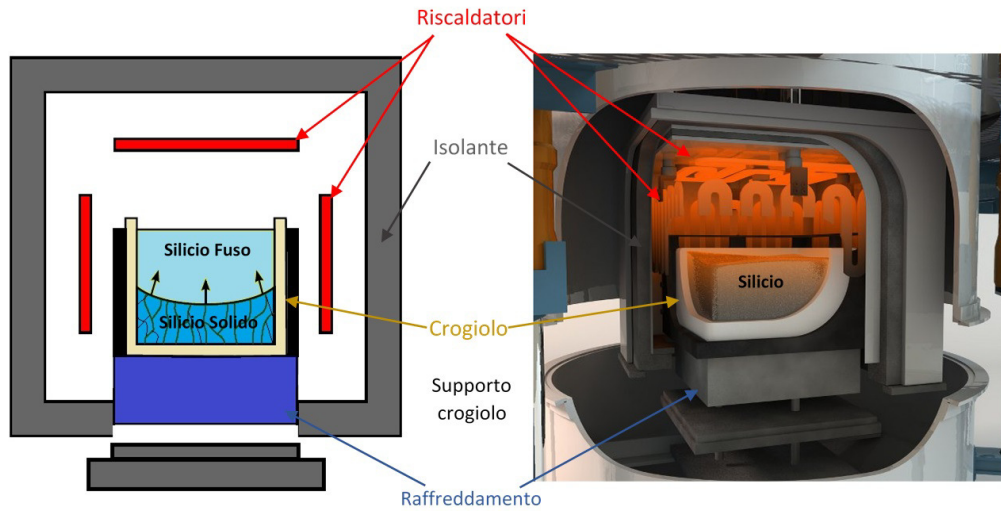 Riscaldatori
Isolante
Silicio Fuso
Silicio
Silicio Solido
Crogiolo
Supporto
crogiolo
Raffreddamento